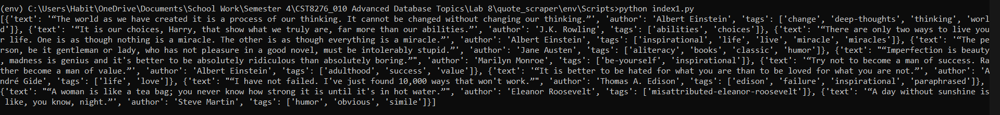 (env) C:\Users\Habit\OneDrive\Documents\School Work\Semester 4\CST8276_010 Advanced Database Topics\Lab 8\quote_scraper\env\Scripts>python index1.py
[{'text': '“The world as we have created it is a process of our thinking. It cannot be changed without changing our thinking.”', 'author': 'Albert Einstein', 'tags': ['change', 'deep-thoughts', 'thinking', 'worl
d']}, {'text': '“It is our choices, Harry, that show what we truly are, far more than our abilities.”', 'author': 'J.K. Rowling', 'tags': ['abilities', 'choices']}, {'text': '“There are only two ways to live you
r life. One is as though nothing is a miracle. The other is as though everything is a miracle.”', 'author': 'Albert Einstein', 'tags': ['inspirational', 'life', 'live', 'miracle', 'miracles']}, {'text': '“The pe
rson, be it gentleman or lady, who has not pleasure in a good novel, must be intolerably stupid.”', 'author': 'Jane Austen', 'tags': ['aliteracy', 'books', 'classic', 'humor']}, {'text': "“Imperfection is beauty
, madness is genius and it's better to be absolutely ridiculous than absolutely boring.”", 'author': 'Marilyn Monroe', 'tags': ['be-yourself', 'inspirational']}, {'text': '“Try not to become a man of success. Ra
ther become a man of value.”', 'author': 'Albert Einstein', 'tags': ['adulthood', 'success', 'value']}, {'text': '“It is better to be hated for what you are than to be loved for what you are not.”', 'author': 'A
ndré Gide', 'tags': ['life', 'love']}, {'text': "“I have not failed. I've just found 10,000 ways that won't work.”", 'author': 'Thomas A. Edison', 'tags': ['edison', 'failure', 'inspirational', 'paraphrased']},
{'text': "“A woman is like a tea bag; you never know how strong it is until it's in hot water.”", 'author': 'Eleanor Roosevelt', 'tags': ['misattributed-eleanor-roosevelt']}, {'text': '“A day without sunshine is
 like, you know, night.”', 'author': 'Steve Martin', 'tags': ['humor', 'obvious', 'simile']}]